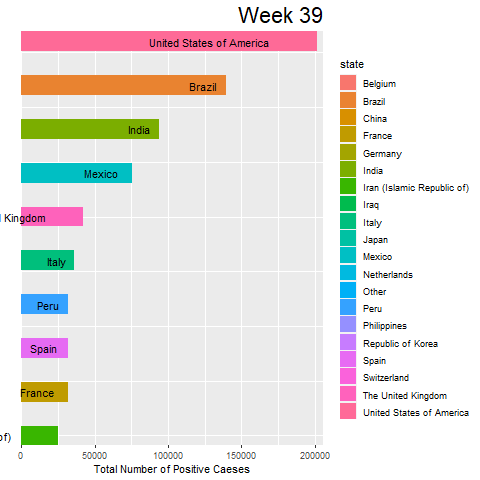 Week 39
United States of America
Brazil
India
Mexico
l Kingdom
Italy
Peru
Spain
France
of)
0 50000 100000 150000 200000
Total Number of Positive Caeses
state
Belgium
Brazil
China
France
Germany
India
Iran (Islamic Republic of)
Iraq
Italy
Japan
Mexico
Netherlands
Other
Peru
Philippines
Republic of Korea
Spain
Switzerland
The United Kingdom
United States of America